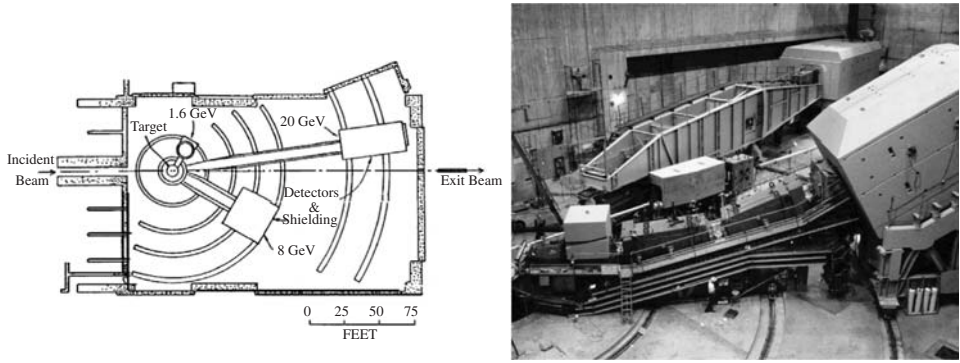 1.6 GeV
Target
20 GeV
Incident
Beam
Exit Beam
Detectors
&
Shielding
8 GeV
0 25 50 75
FEET